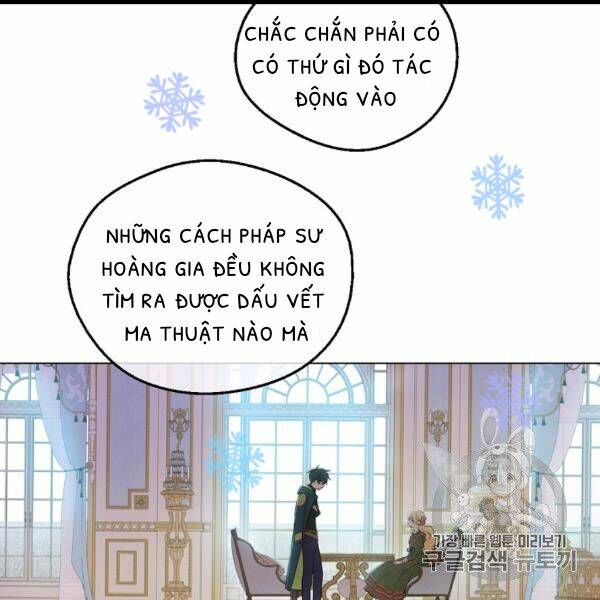 CHẮC CHẮN PHẢI CÓ
CÓ THỨ GÌ ĐÓ TÁC
ĐỘNG VÀO
NHỮNG CÁCH PHÁP SƯ
HOÀNG GIA ĐỀU KHÔNG
TÌM RA ĐƯỢC DẤU VẾT
MA THUẬT NÀO MÀ
가장 빠른 웹툰 미리보기
구글검색 뉴토끼